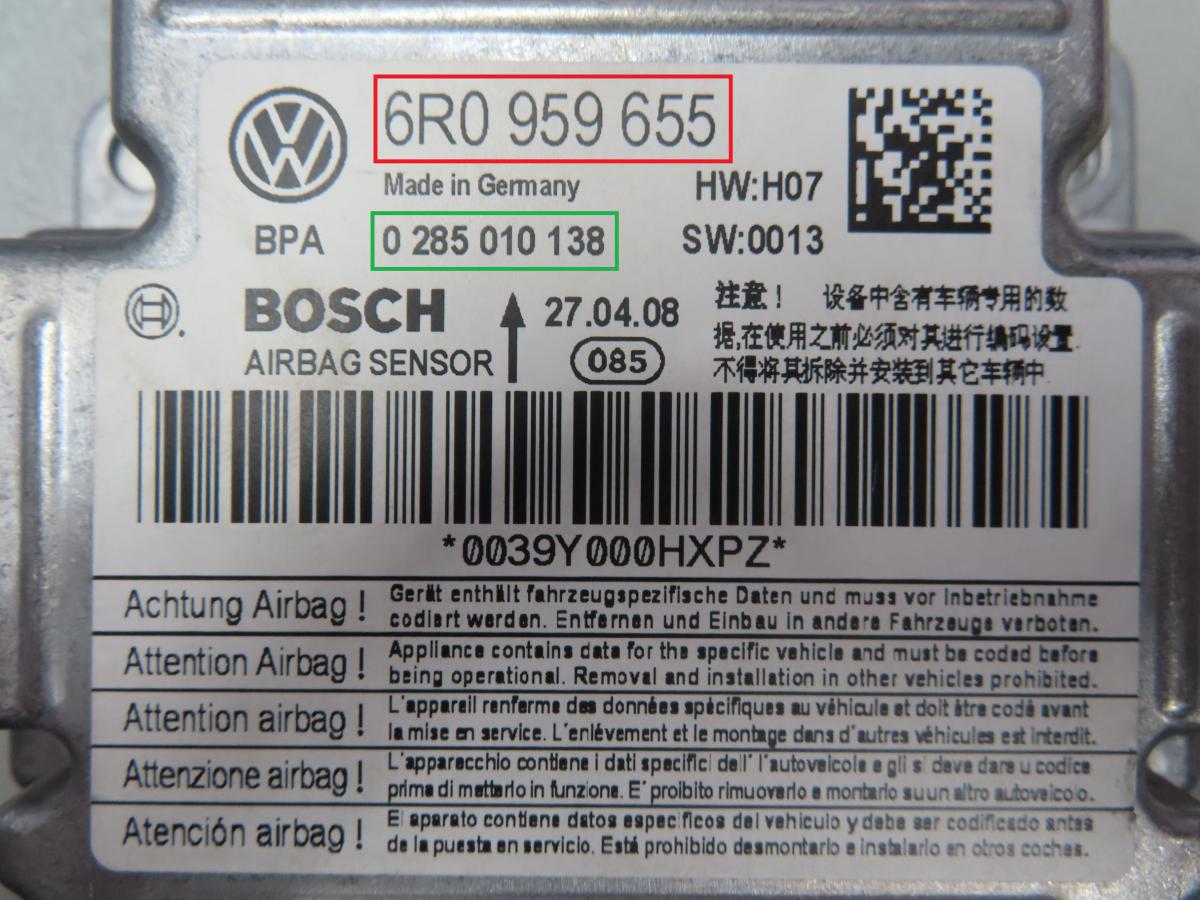 6R0 959 655
Made in Germany
HW:H07
BPA
0 285 010 138
SW:0013
BOSCH
27.04.08
AIRBAG SENSOR
085
注意！ 设备中含有车辆专用的数
据,在使用之前必须对其进行编码设置.
不得将其拆除并安装到其它车辆中.
*0039Y000HXPZ*
Achtung Airbag !
Gerät enthält fahrzeugspezifische Daten und muss vor Inbetriebnahme
codiert werden. Entfernen und Einbau in andere Fahrzeuge verboten.
Attention Airbag !
Appliance contains data for the specific vehicle and must be coded before
being operational. Removal and installation in other vehicles prohibited.
Attention airbag !
L'appareil renferme des données spécifiques au véhicule et doit être codé avant
la mise en service. L'enlévement et le montage dans d'autres véhicules est interdit.
Attenzione airbag !
L'apparecchio contiene i dati specifici dell' l'autoveicolo e gli si deve dare u codice
prima di metterlo in funzione. E' proibito rimuoverlo e montarlo su un altro autoveicolo.
Atención airbag !
El aparato contiene datos específicos del vehiculo y debe ser codificado antes
de la puesta en servicio. Está prohibido desmontarlo e instalarlo en otros coches.